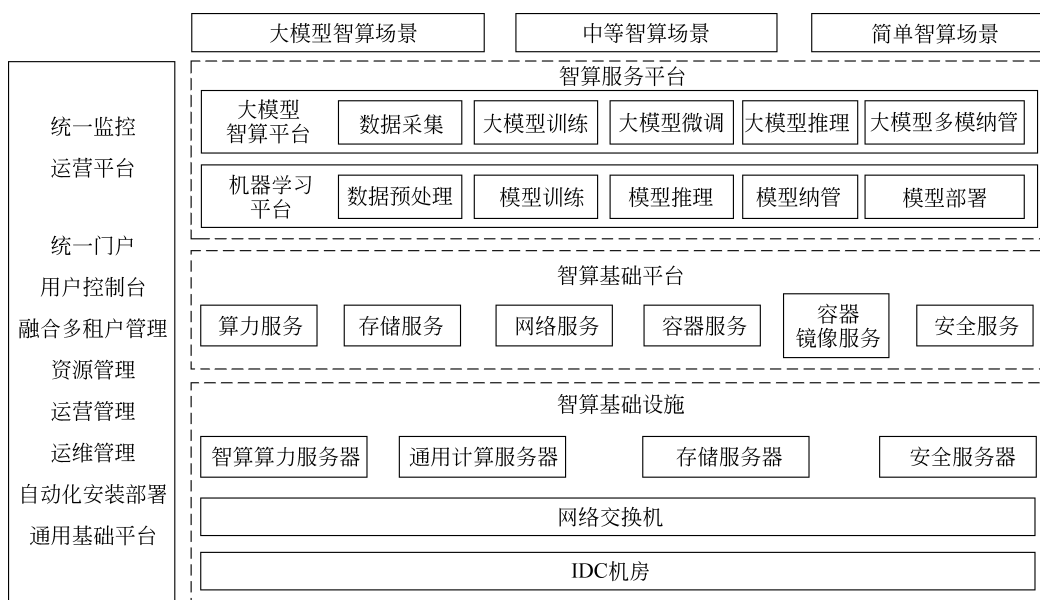 大模型智算场景
中等智算场景
简单智算场景
统一监控
运营平台
统一门户
用户控制台
融合多租户管理
资源管理
运营管理
运维管理
自动化安装部署
通用基础平台
智算服务平台
大模型
智算平台
数据采集
大模型训练
大模型微调
大模型推理
大模型多模纳管
机器学习
平台
数据预处理
模型训练
模型推理
模型纳管
模型部署
智算基础平台
算力服务
存储服务
网络服务
容器服务
容器
镜像服务
安全服务
智算基础设施
智算算力服务器
通用计算服务器
存储服务器
安全服务器
网络交换机
IDC机房